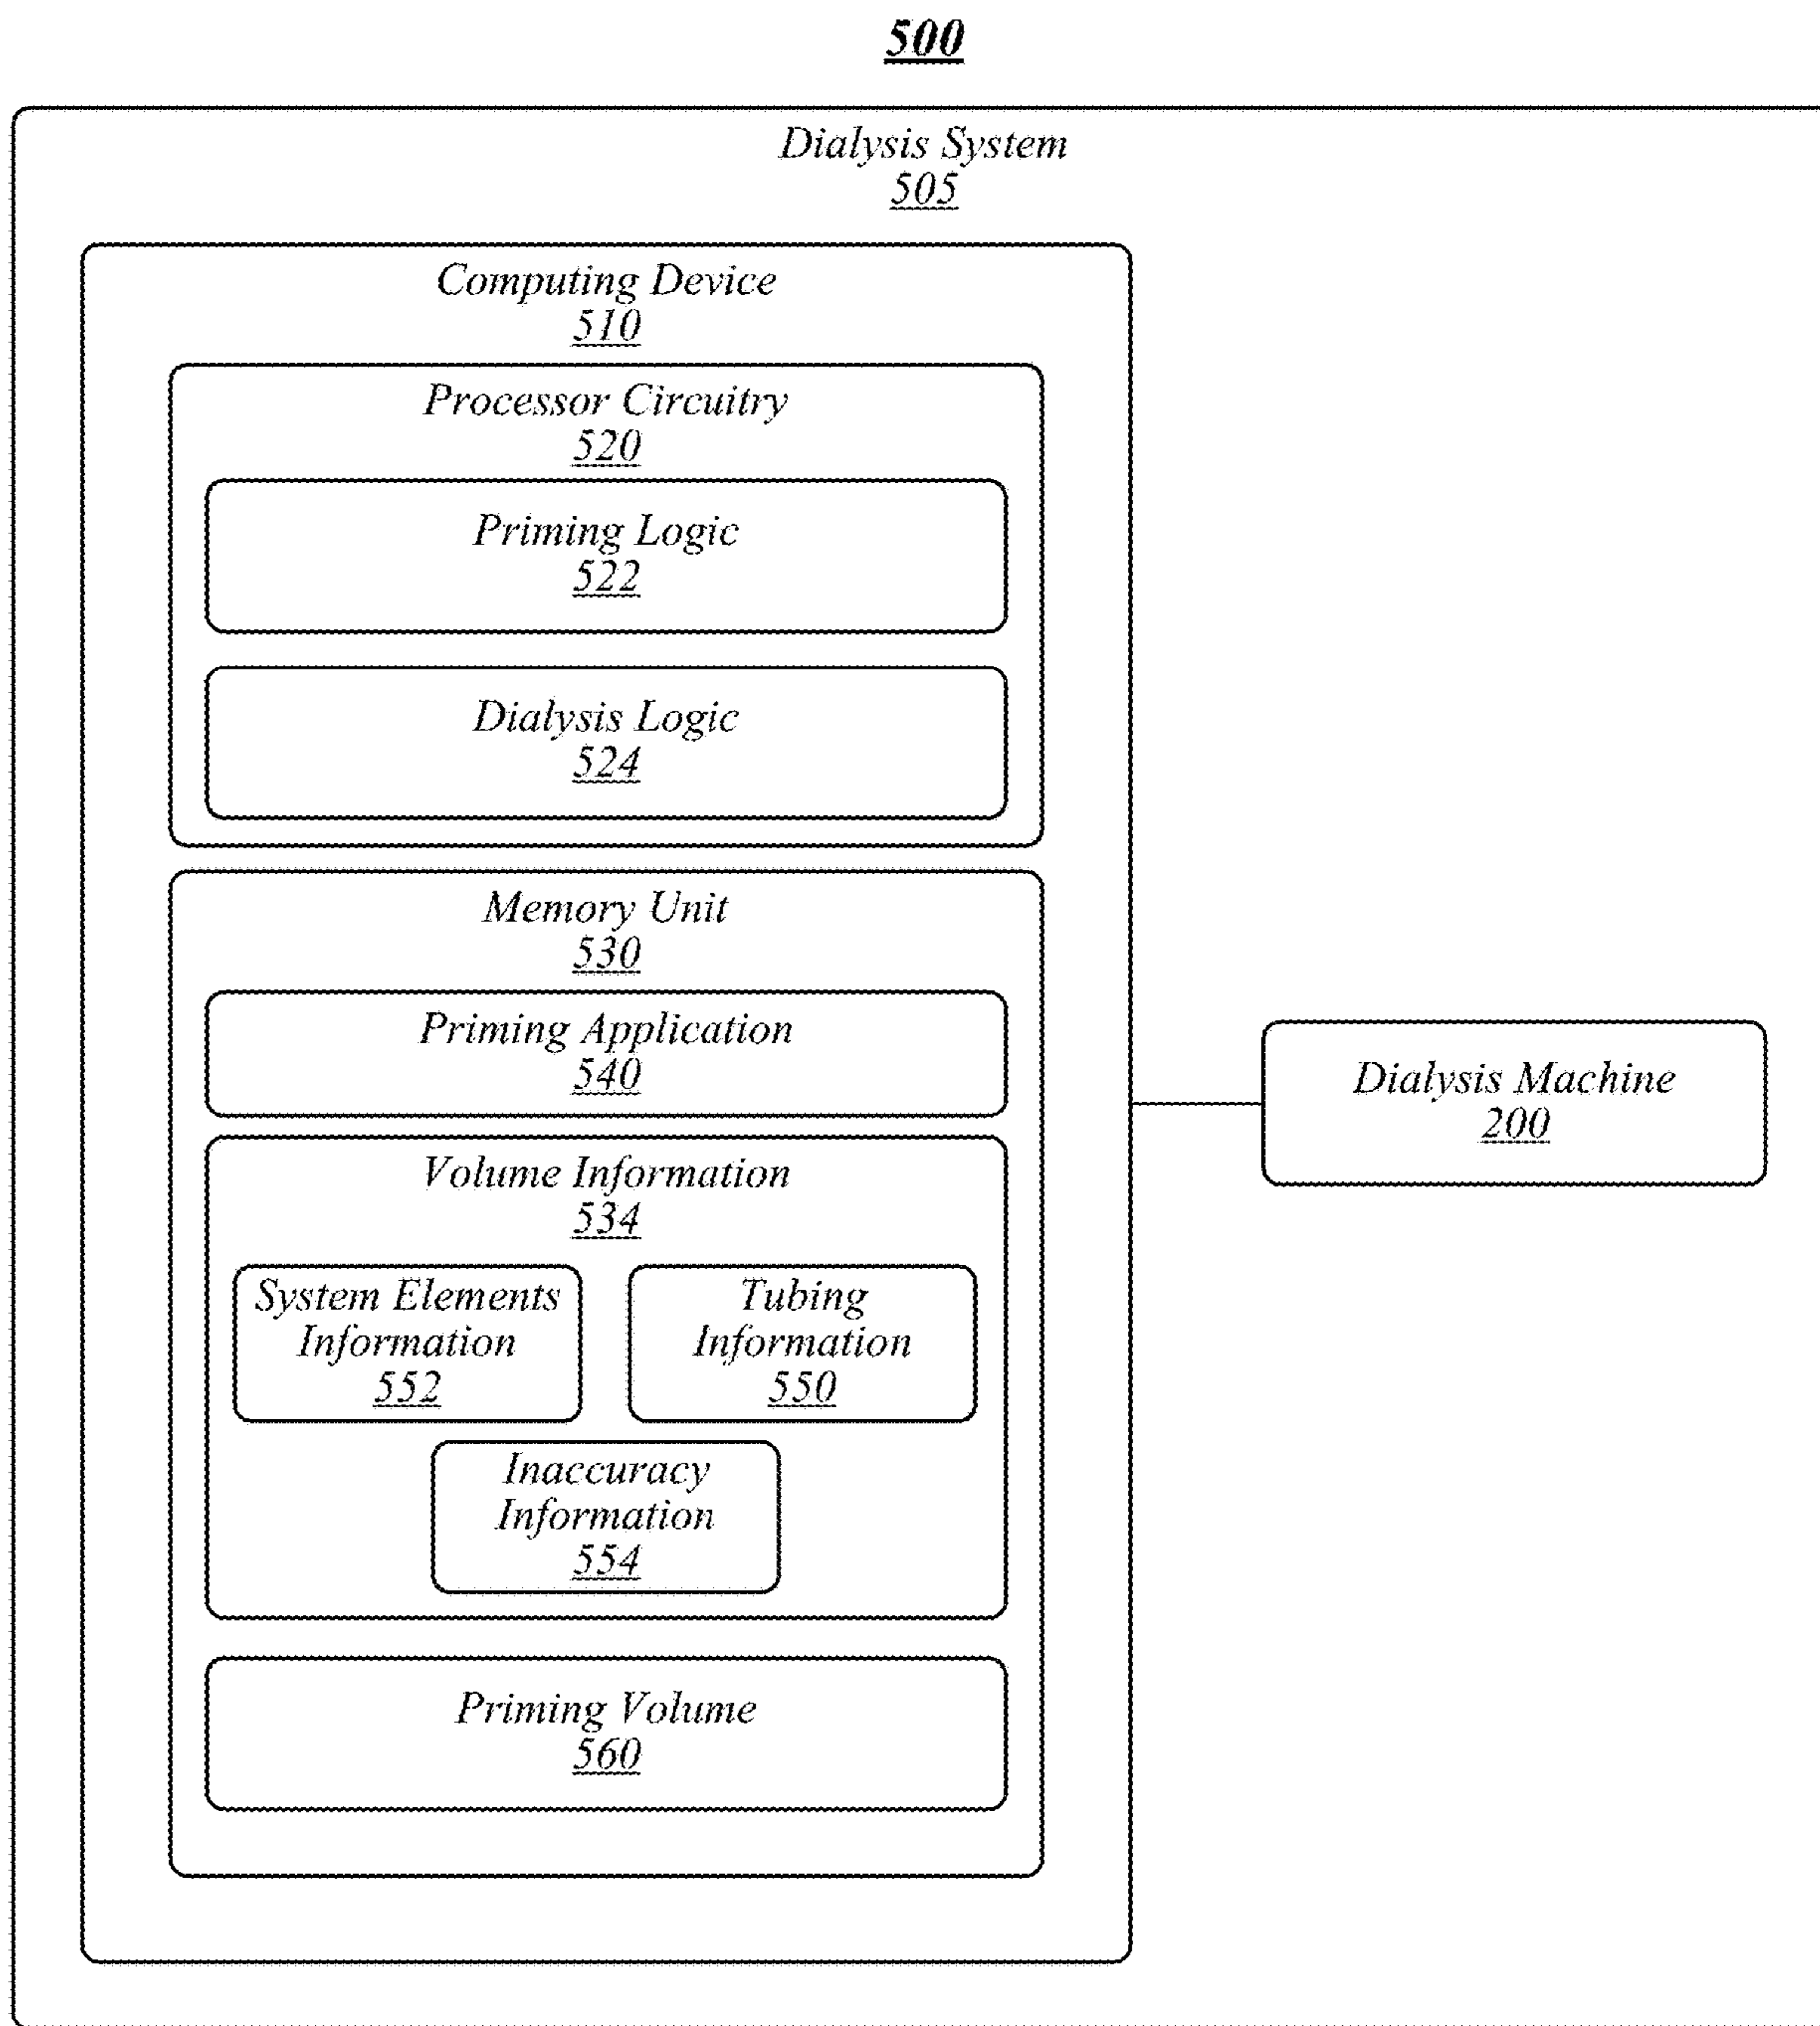 500
Dialysis System
505
Computing Device
510
Processor Circuitry
520
Priming Logic
522
Dialysis Logic
524
Memory Unit
530
Priming Application
540
Dialysis Machine
200
Volume Information
534
System Elements
Information
552
Tubing
Information
550
Inaccuracy
Information
554
Priming Volume
560